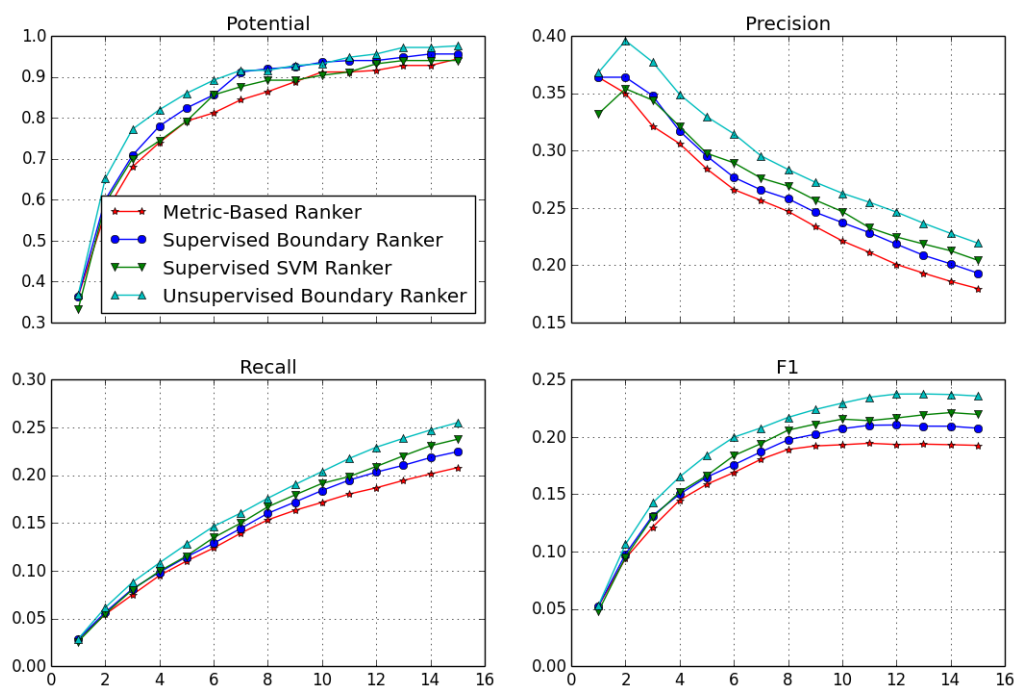 Potential
1.0
0.9
0.8
0.7
0.6
0.5
0.4
0.3
Metric-Based Ranker
Supervised Boundary Ranker
Supervised SVM Ranker
Unsupervised Boundary Ranker
Precision
0.40
0.35
0.30
0.25
0.20
0.15
Recall
0.30
0.25
0.20
0.15
0.10
0.05
0.00
0 2 4 6 8 10 12 14 16
F1
0.25
0.20
0.15
0.10
0.05
0.00
0 2 4 6 8 10 12 14 16